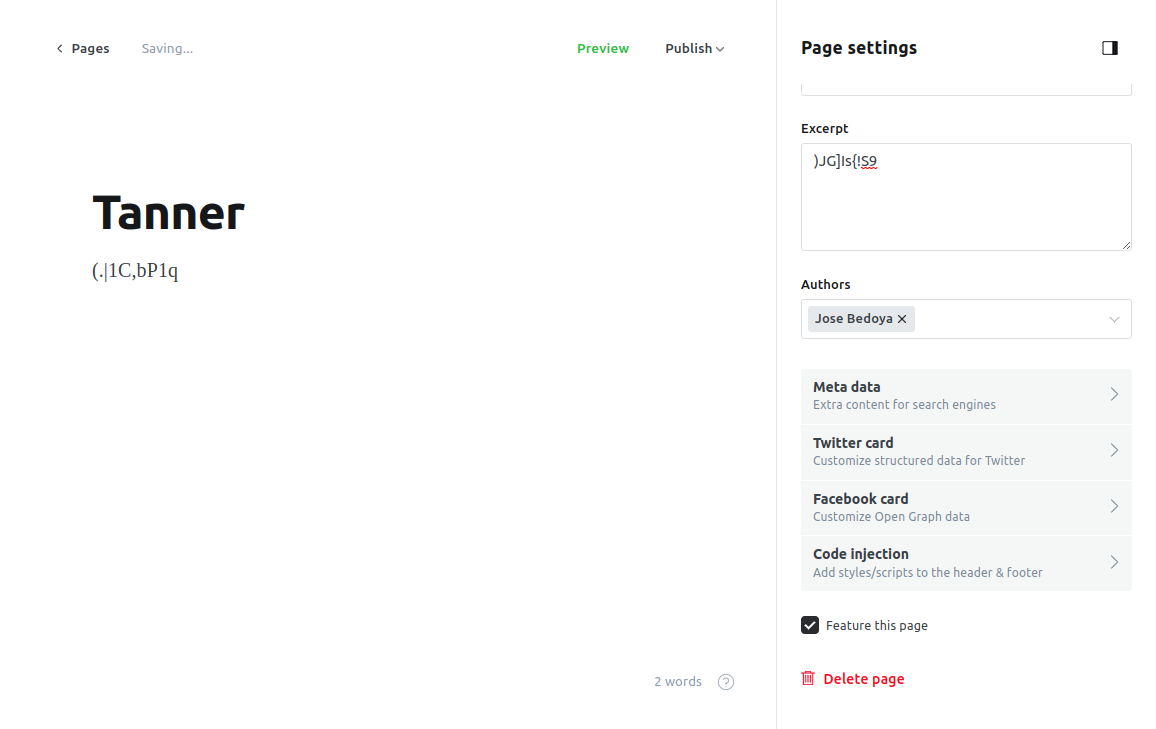 Pages
Saving...
Preview
Publish
Page settings
Excerpt
)JG]Is{!S9
Tanner
(.|1C,bP1q
Authors
Jose Bedoya
Meta data
Extra content for search engines
Twitter card
Customize structured data for Twitter
Facebook card
Customize Open Graph data
Code injection
Add styles/scripts to the header & footer
Feature this page
2 words
Delete page